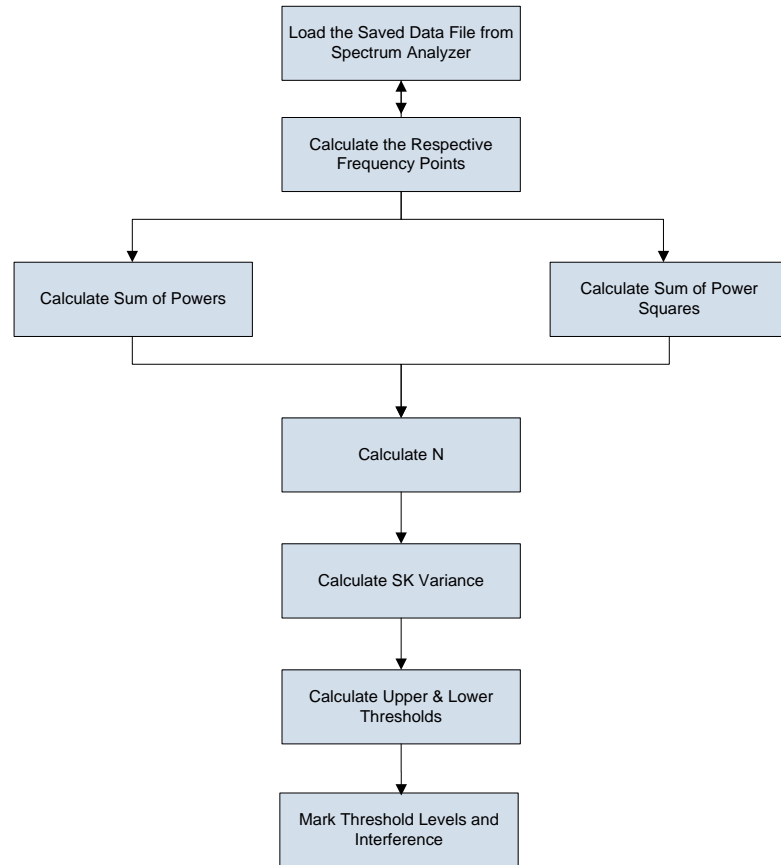 Load the Saved Data File from
Spectrum Analyzer
Calculate the Respective
Frequency Points
Calculate Sum of Powers
Calculate Sum of Power
Squares
Calculate N
Calculate SK Variance
Calculate Upper & Lower
Thresholds
Mark Threshold Levels and
Interference